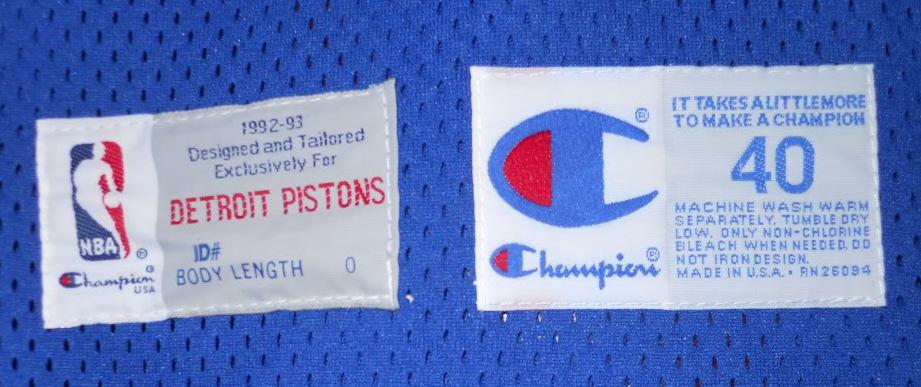 1992-93
Designed and Tailored
Exclusively For
DETROIT PISTONS
ID#
BODY LENGTH 0
NBA ®
Champion ®
USA
®
IT TAKES A LITTLE MORE
TO MAKE A CHAMPION
40
MACHINE WASH WARM
SEPARATELY. TUMBLE DRY
LOW. ONLY NON-CHLORINE
BLEACH WHEN NEEDED. DO
NOT IRON DESIGN.
MADE IN U.S.A. • RN26094
Champion ®